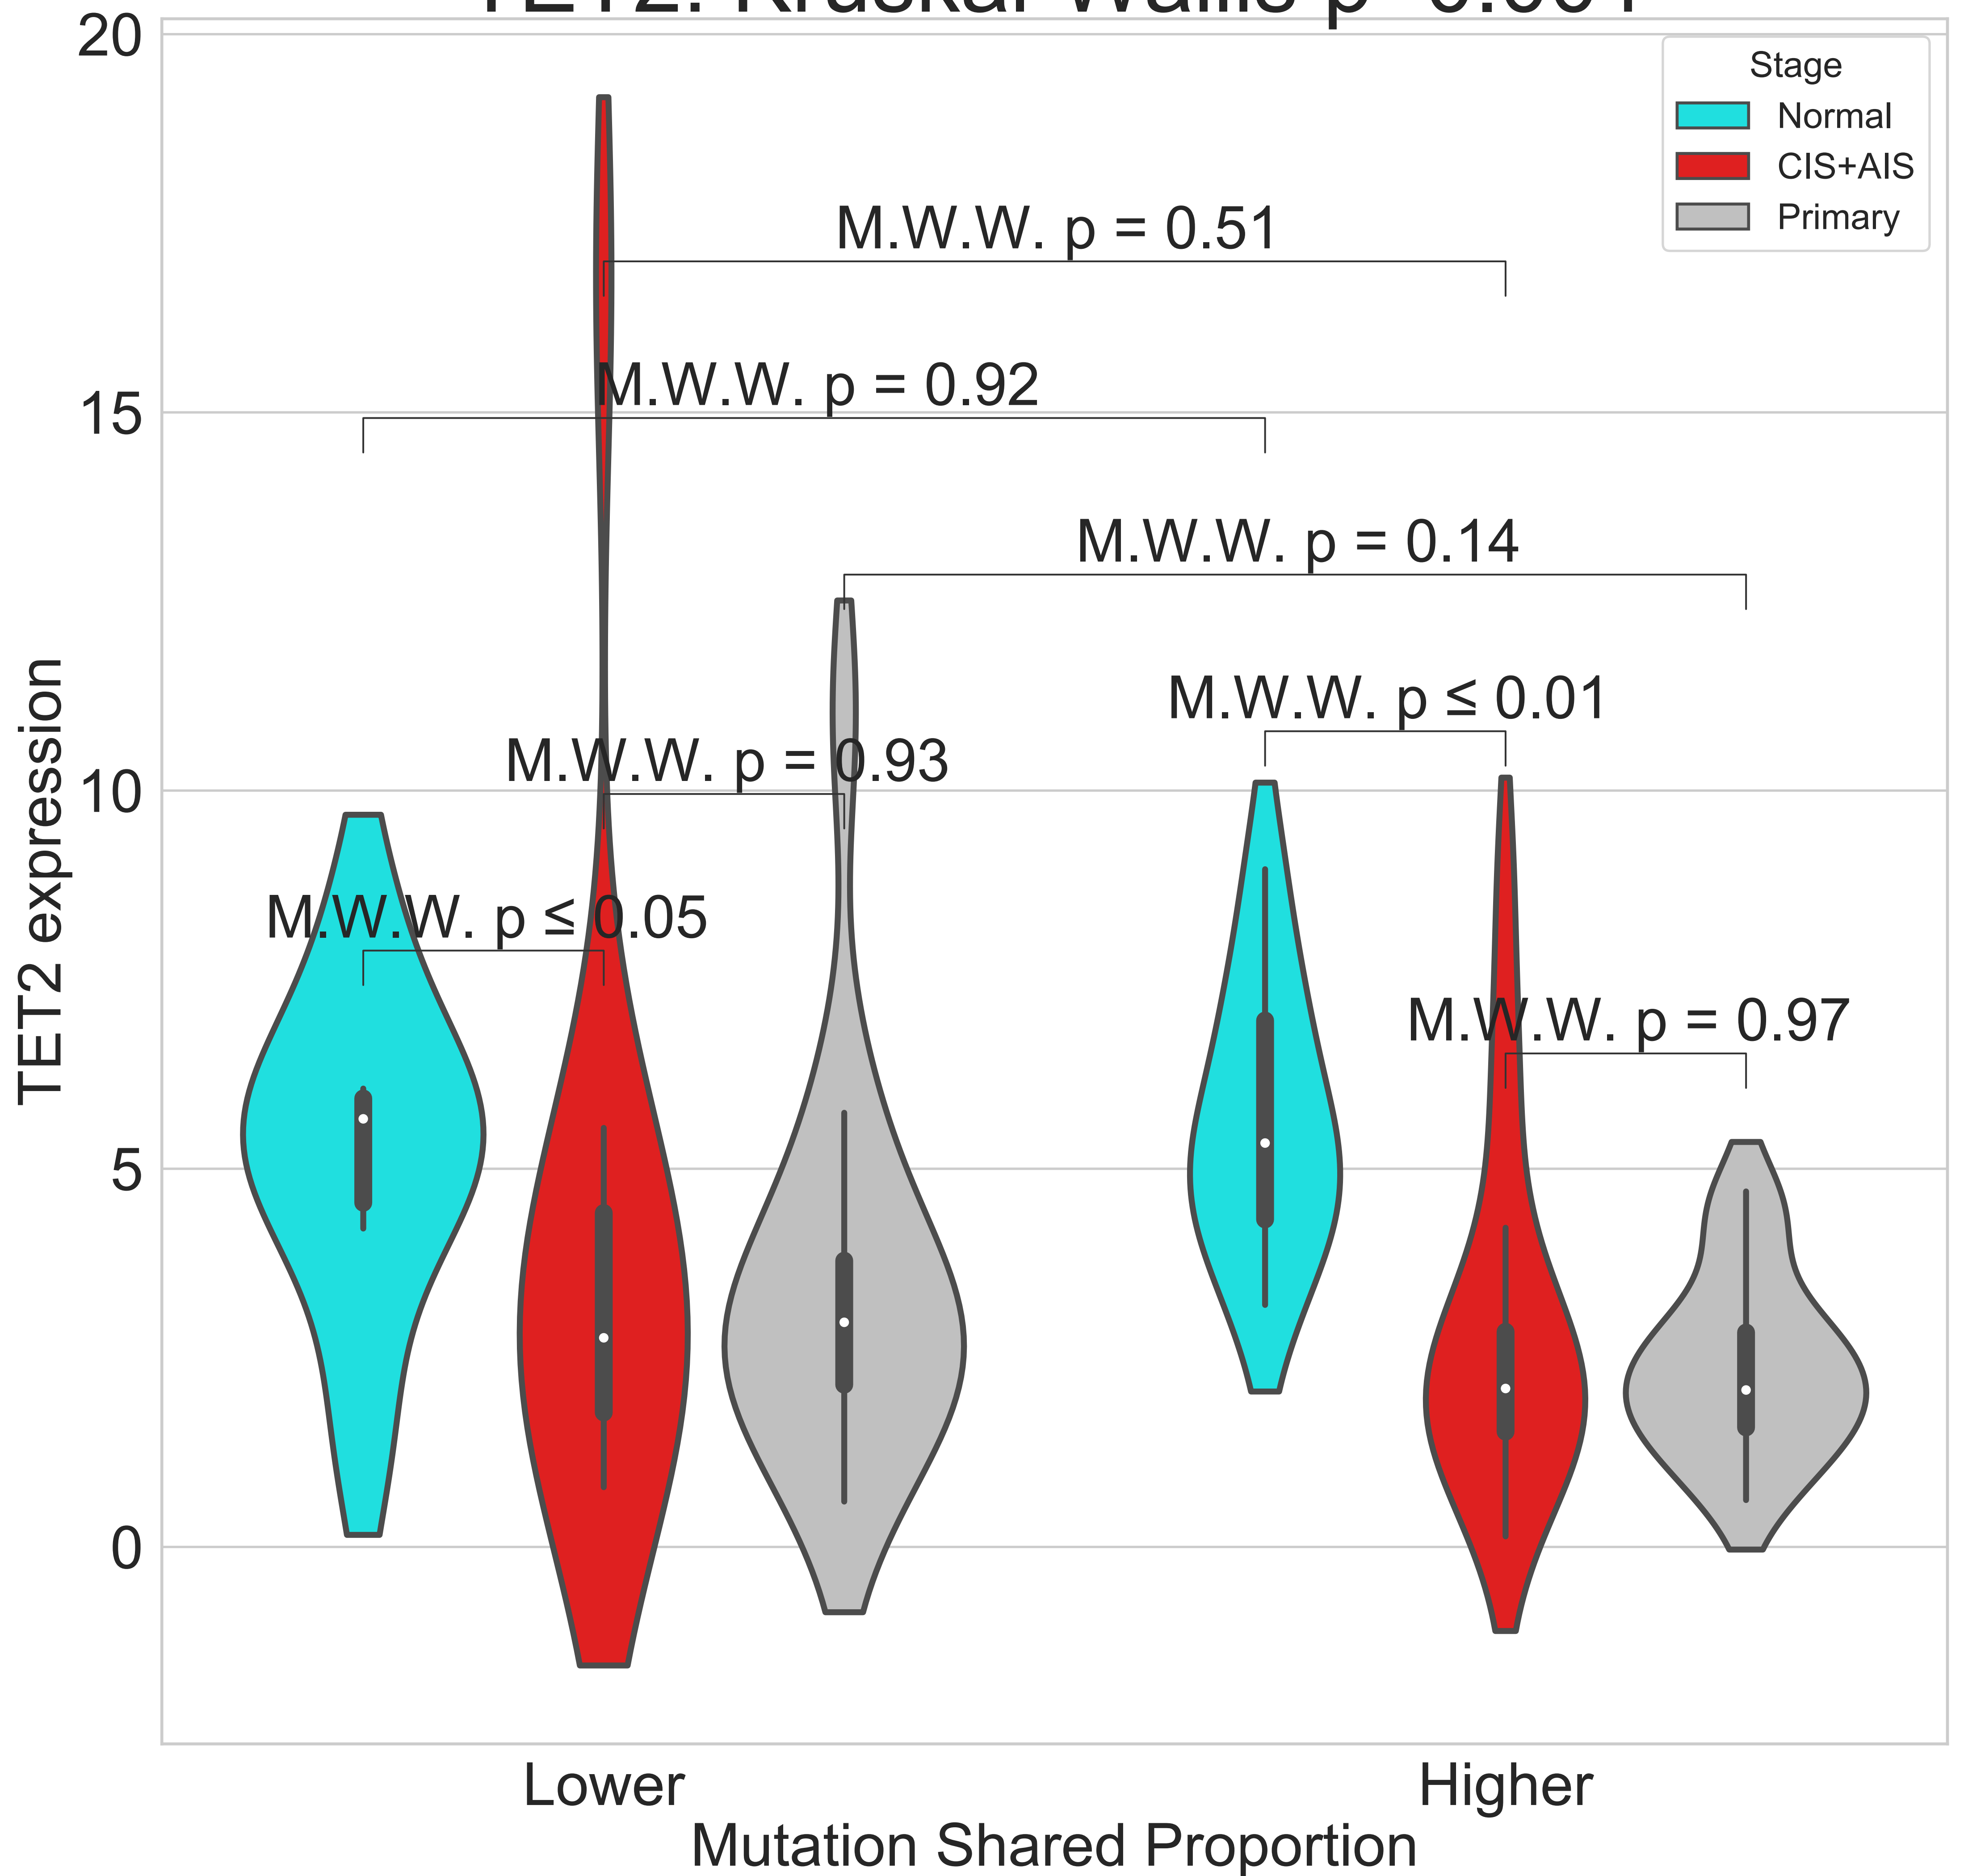 20
Stage
Normal
CIS+AIS
Primary
M.W.W. p = 0.51
M.W.W. p = 0.92
15
M.W.W. p = 0.14
M.W.W. p ≤ 0.01
M.W.W. p = 0.93
10
M.W.W. p ≤ 0.05
M.W.W. p = 0.97
TET2 expression
5
0
Lower
Higher
Mutation Shared Proportion